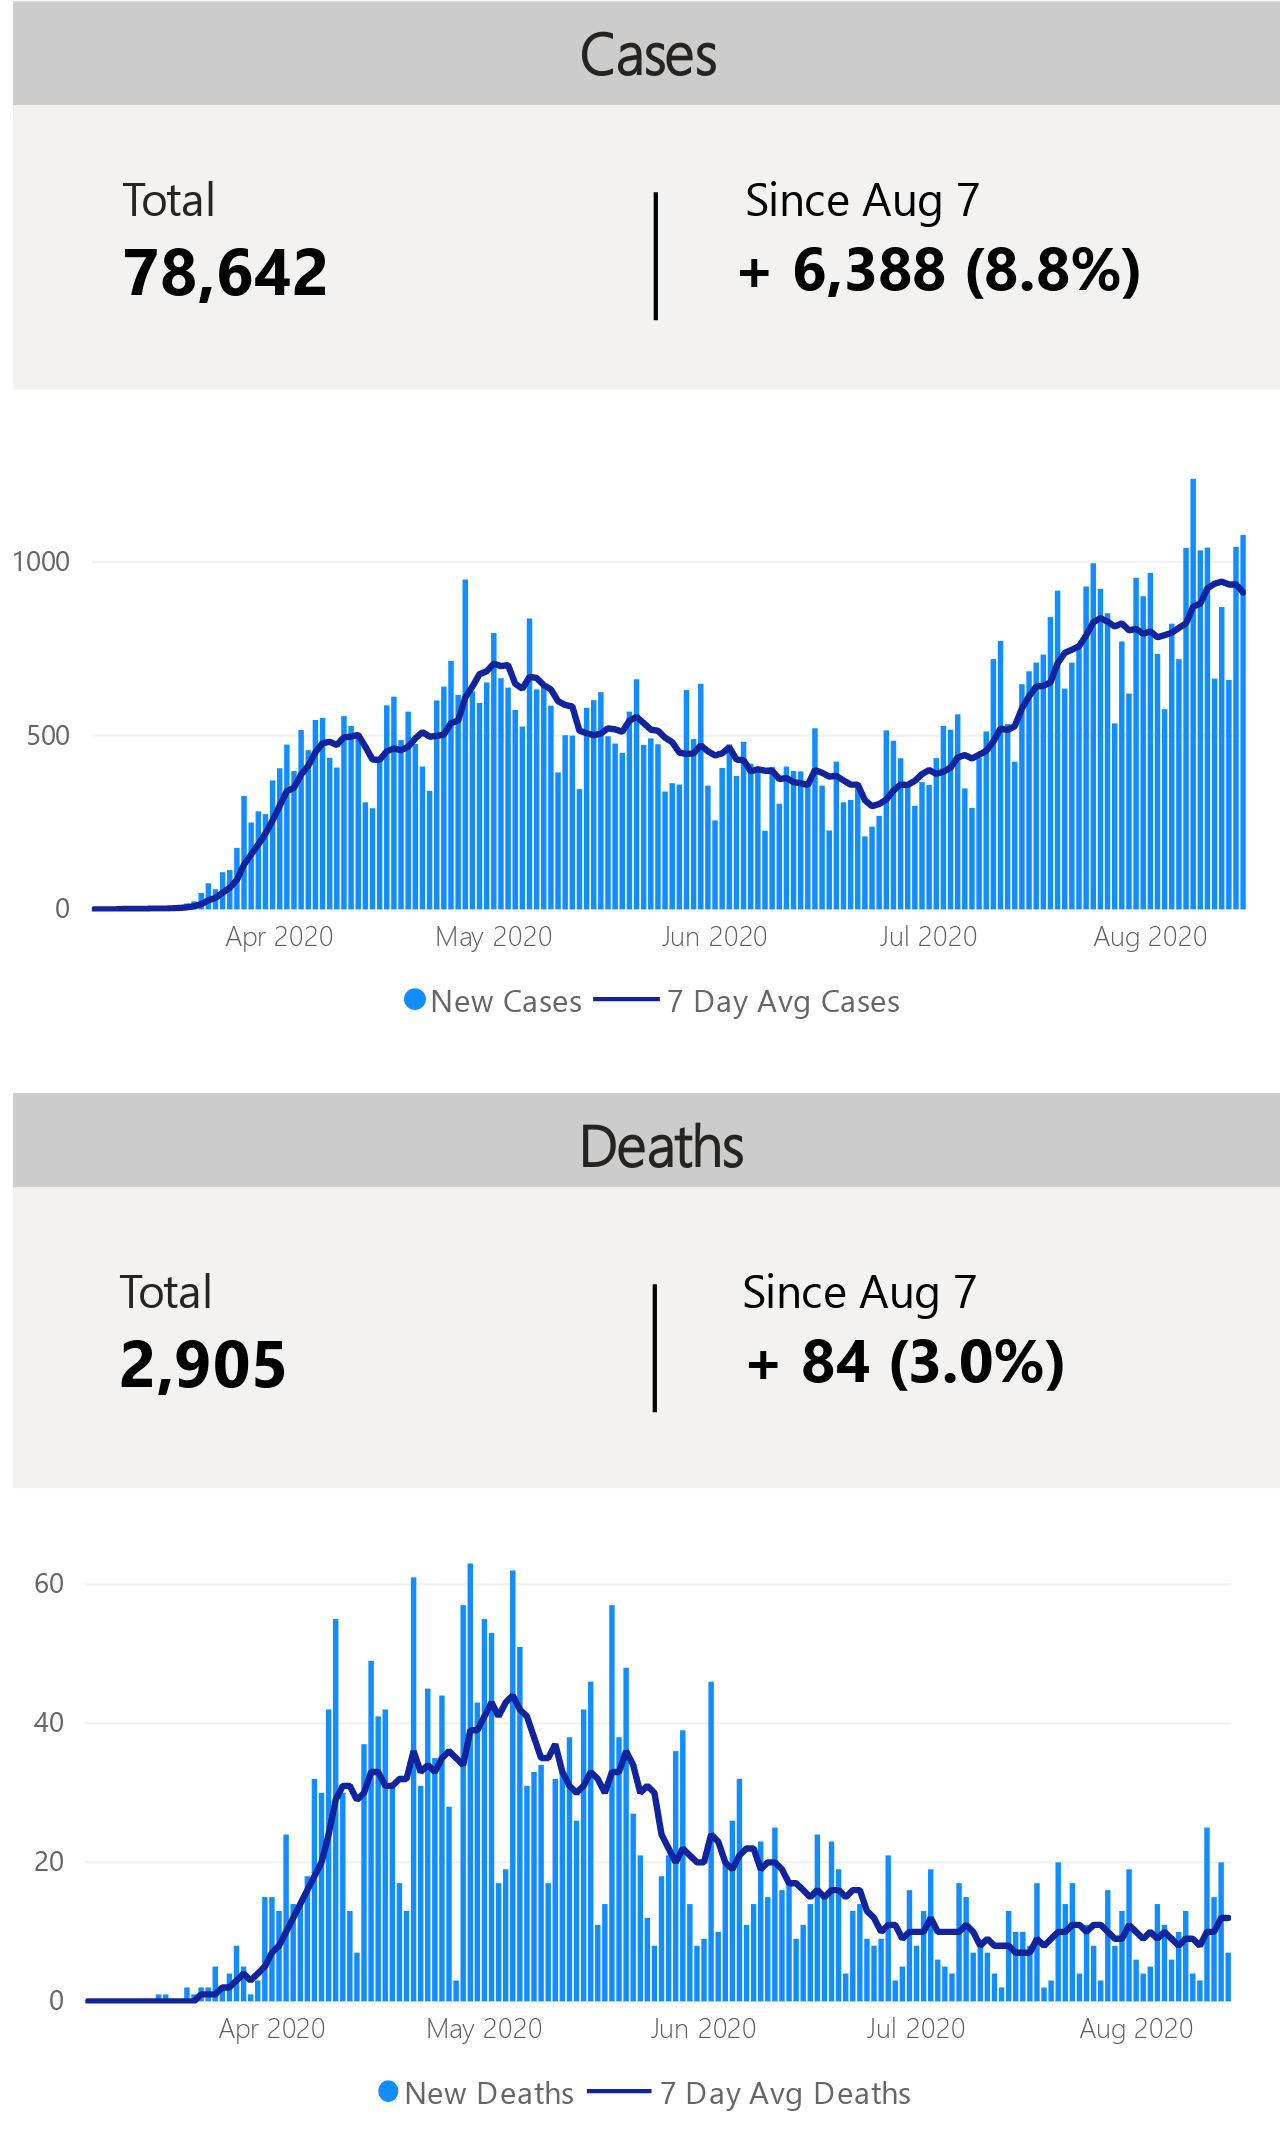 Cases
Total
Since Aug 7
78,642
+ 6,388 (8.8%)
1000
500
0
Apr 2020
May 2020
Jun 2020
Jul 2020
Aug 2020
New Cases
7 Day Avg Cases
Deaths
Total
Since Aug 7
2,905
+ 84 (3.0%)
60
40
20
0
Apr 2020
May 2020
Jun 2020
Jul 2020
Aug 2020
New Deaths
7 Day Avg Deaths